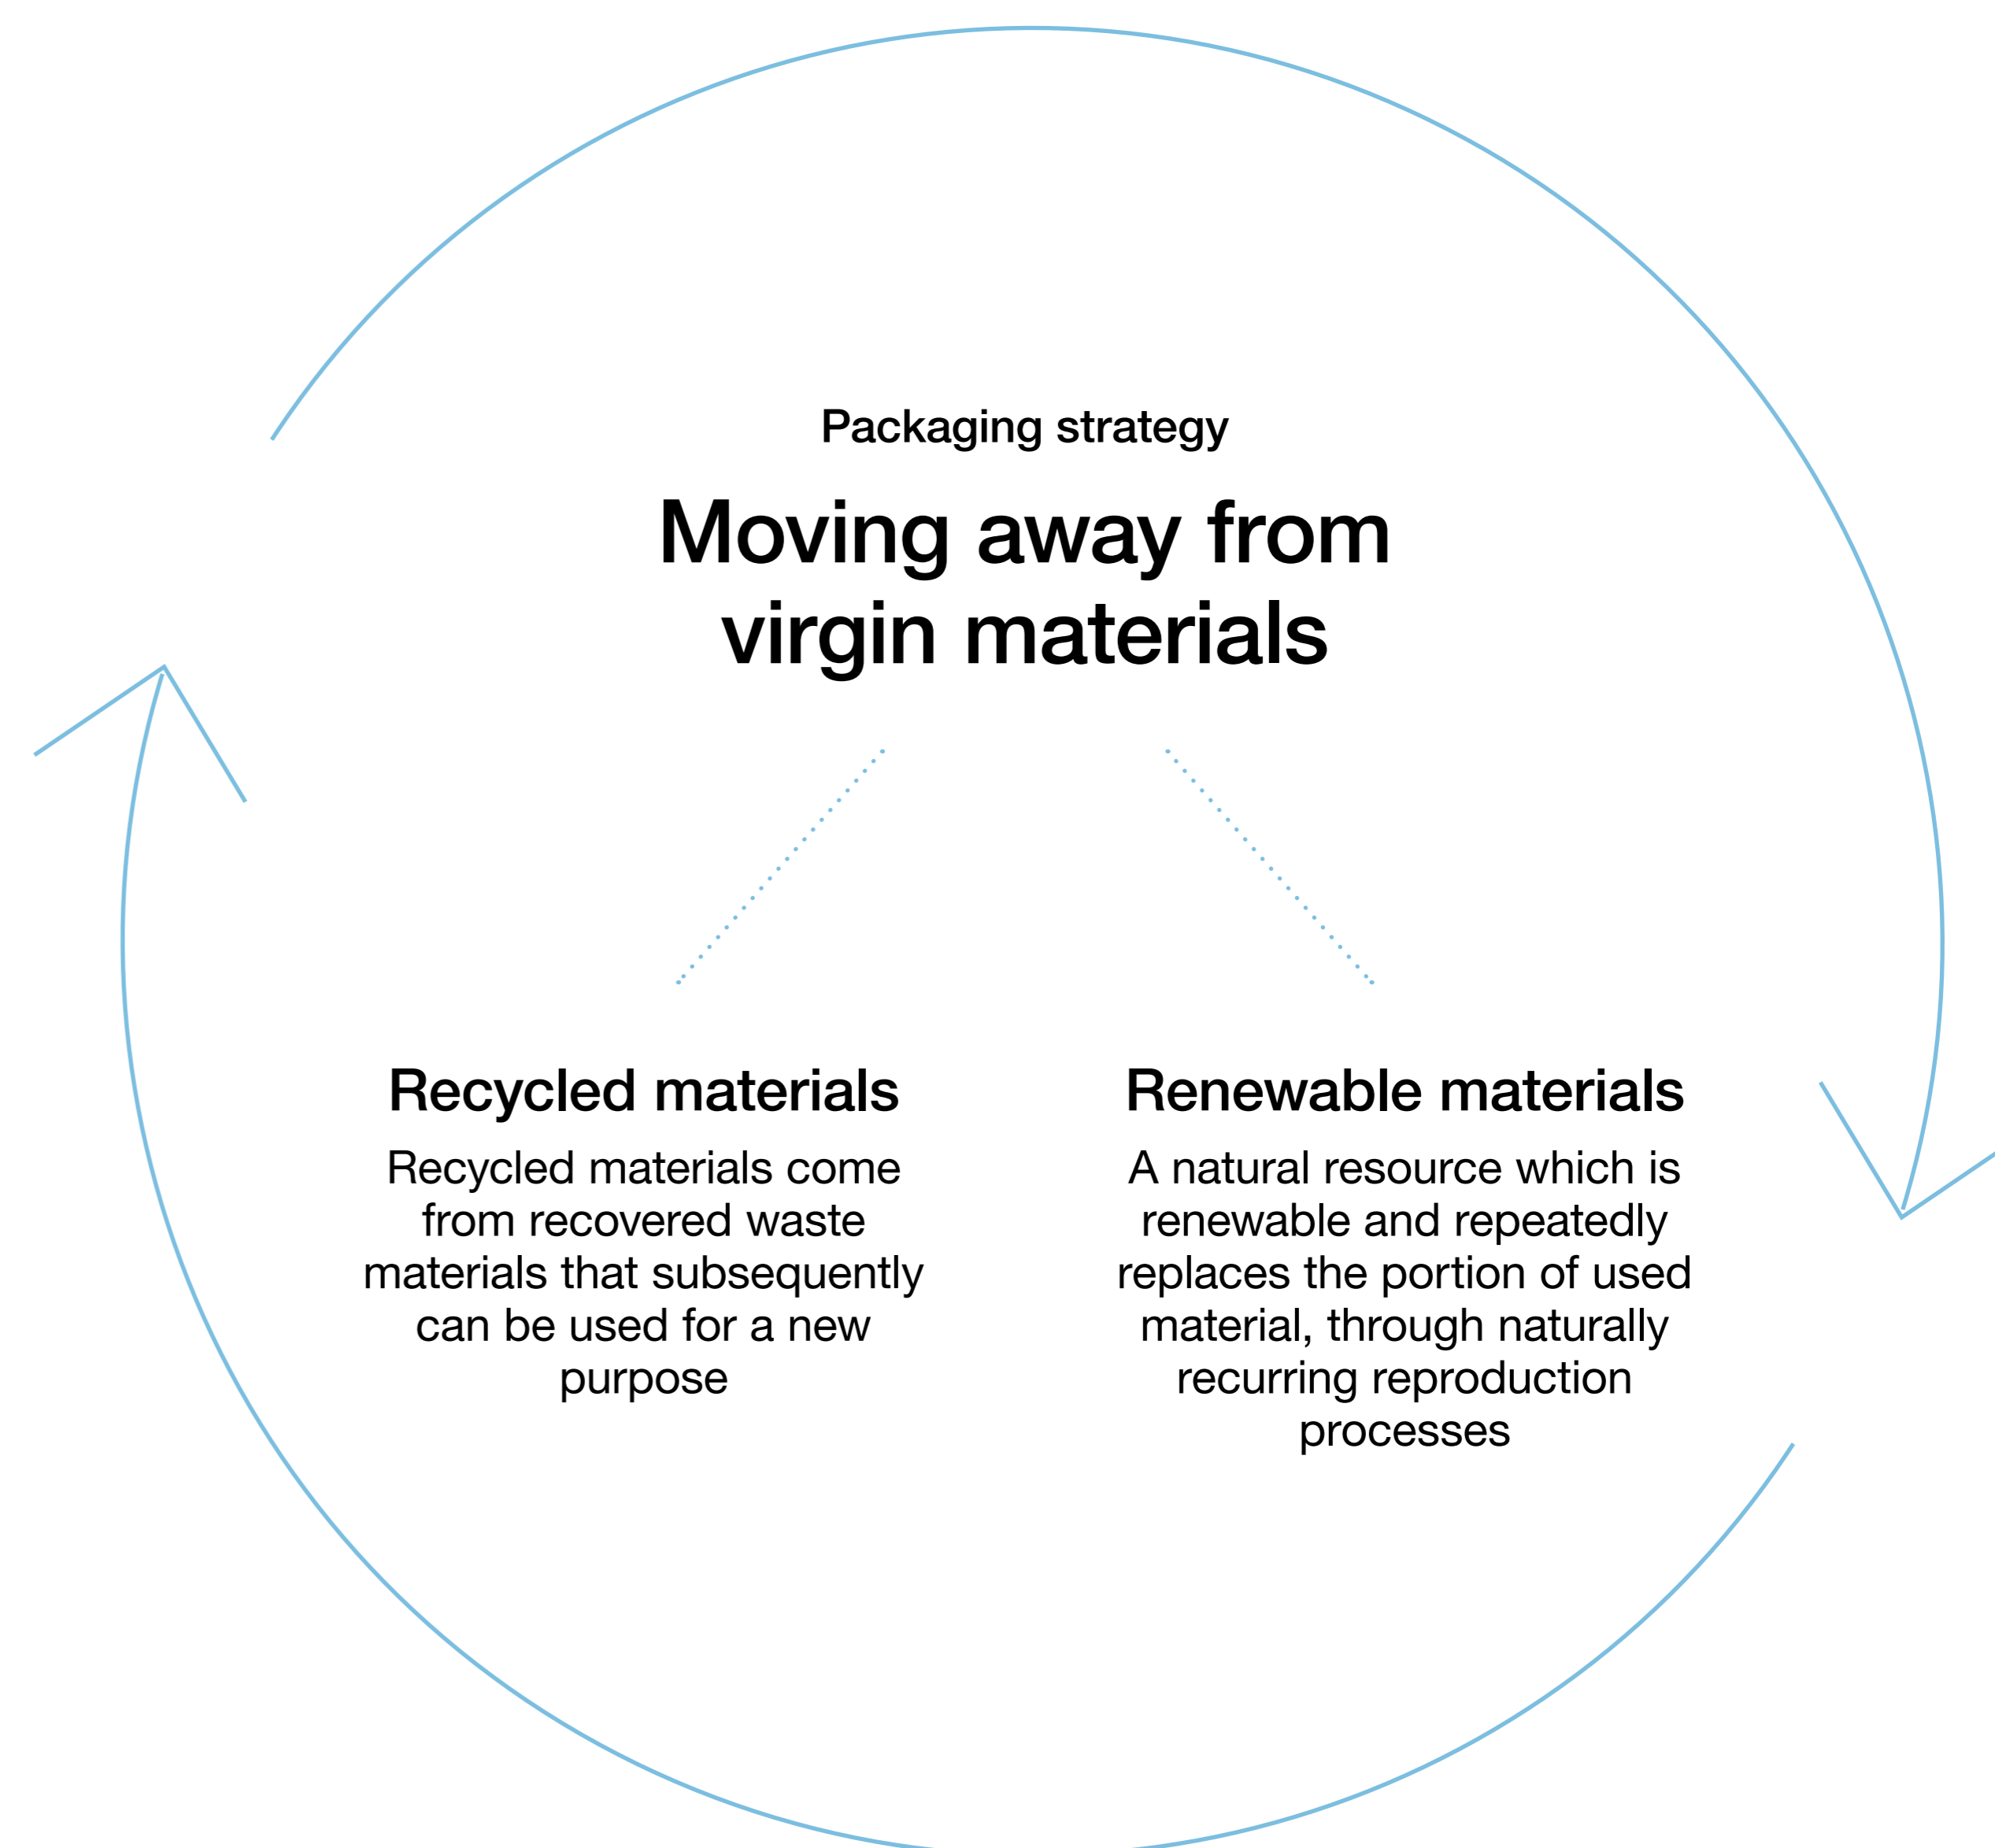 Packaging strategy
Moving away from
virgin materials
Recycled materials
Recycled materials come
from recovered waste
materials that subsequently
can be used for a new
purpose
Renewable materials
A natural resource which is
renewable and repeatedly
replaces the portion of used
material, through naturally
recurring reproduction
processes